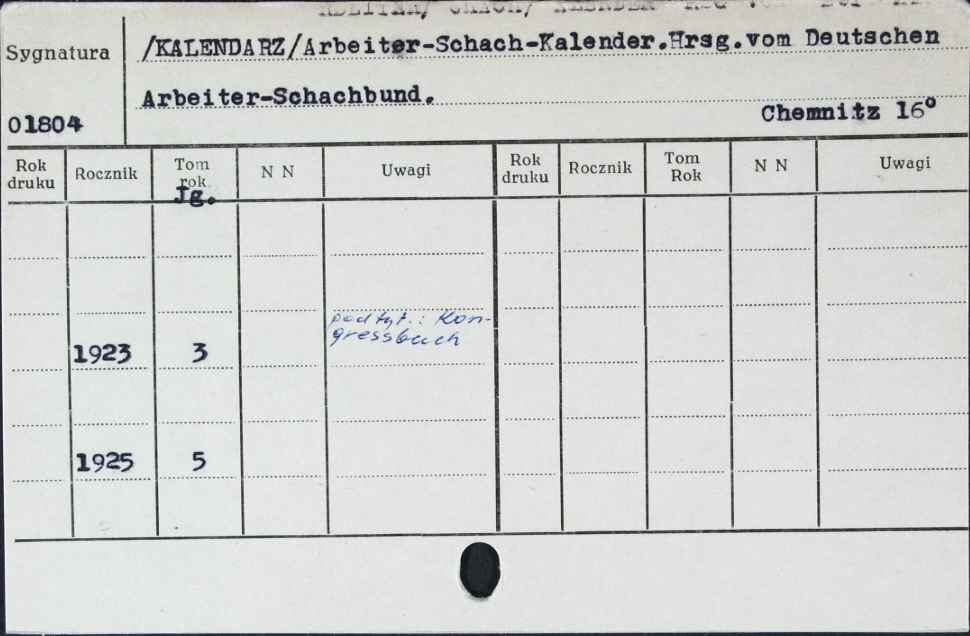 Sygnatura
/KALENDARZ/Arbeiter-Schach-Kalender.Hrsg.vom Deutschen
Arbeiter-Schachbund.
01804
Chemnitz 16°
Rok druku Rocznik Tom rok Jg. N N Uwagi Rok druku Rocznik Tom Rok N N Uwagi
podtyt.: Kon-
gressbuch
1923 3
1925 5